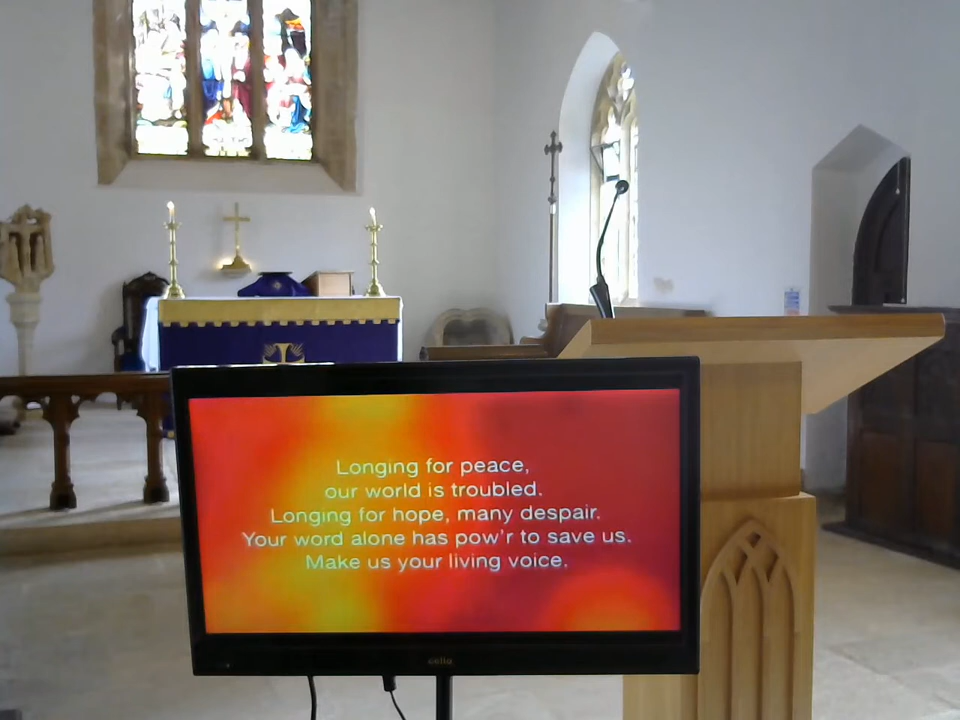 Longing for peace,
our world is troubled.
Longing for hope, many despair.
Your word alone has pow'r to save us.
Make us your living voice.
cello